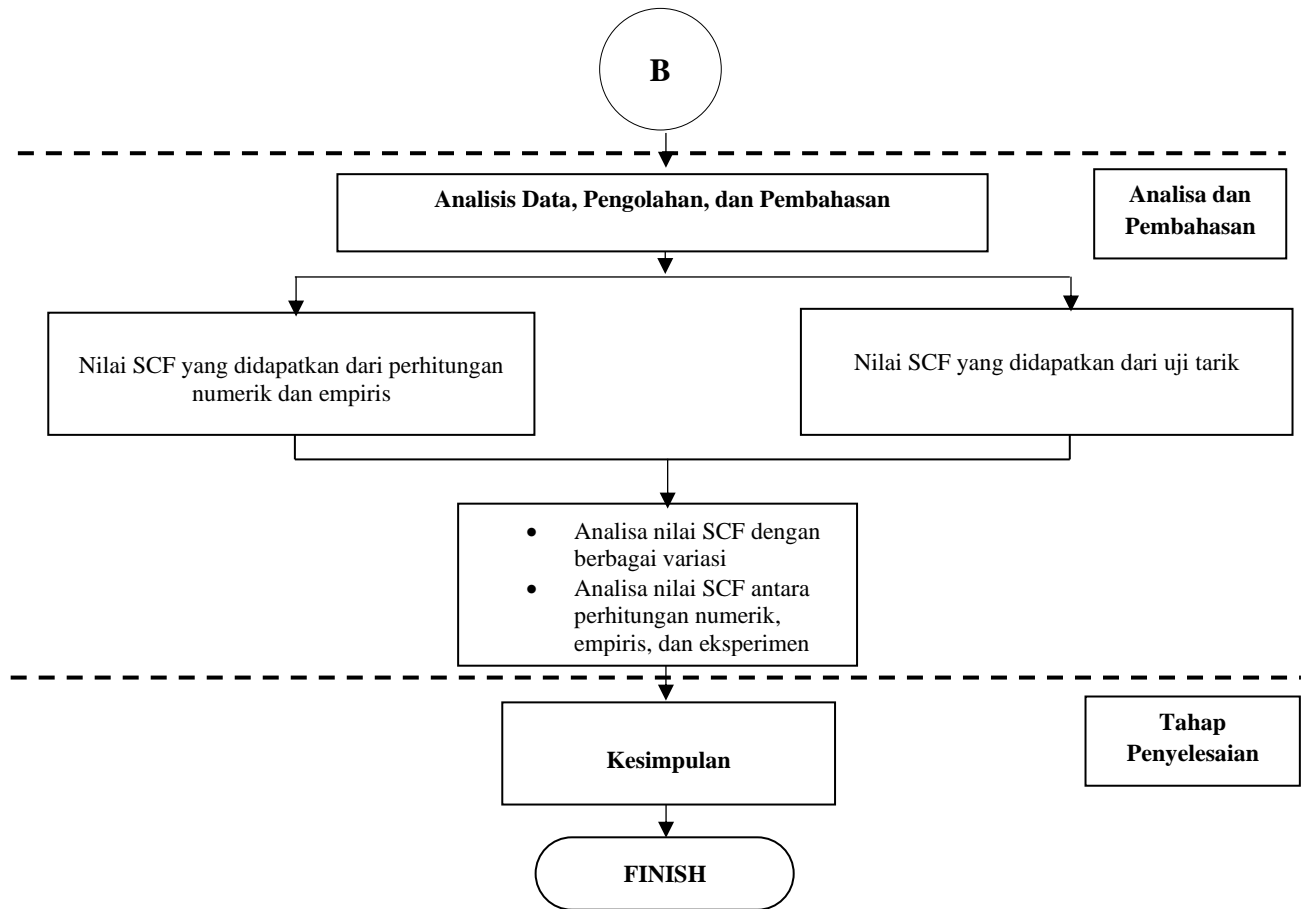 B
Analisis Data, Pengolahan, dan Pembahasan
Analisa dan
Pembahasan
Nilai SCF yang didapatkan dari perhitungan
numerik dan empiris
Nilai SCF yang didapatkan dari uji tarik
• Analisa nilai SCF dengan
berbagai variasi
• Analisa nilai SCF antara
perhitungan numerik,
empiris, dan eksperimen
Kesimpulan
Tahap
Penyelesaian
FINISH